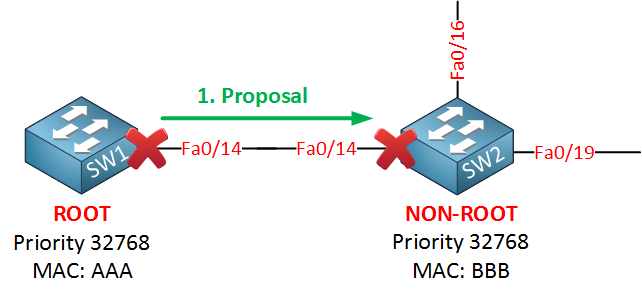 Fa0/16
1. Proposal
SW1
Fa0/14
Fa0/14
SW2
Fa0/19
ROOT
Priority 32768
MAC: AAA
NON-ROOT
Priority 32768
MAC: BBB